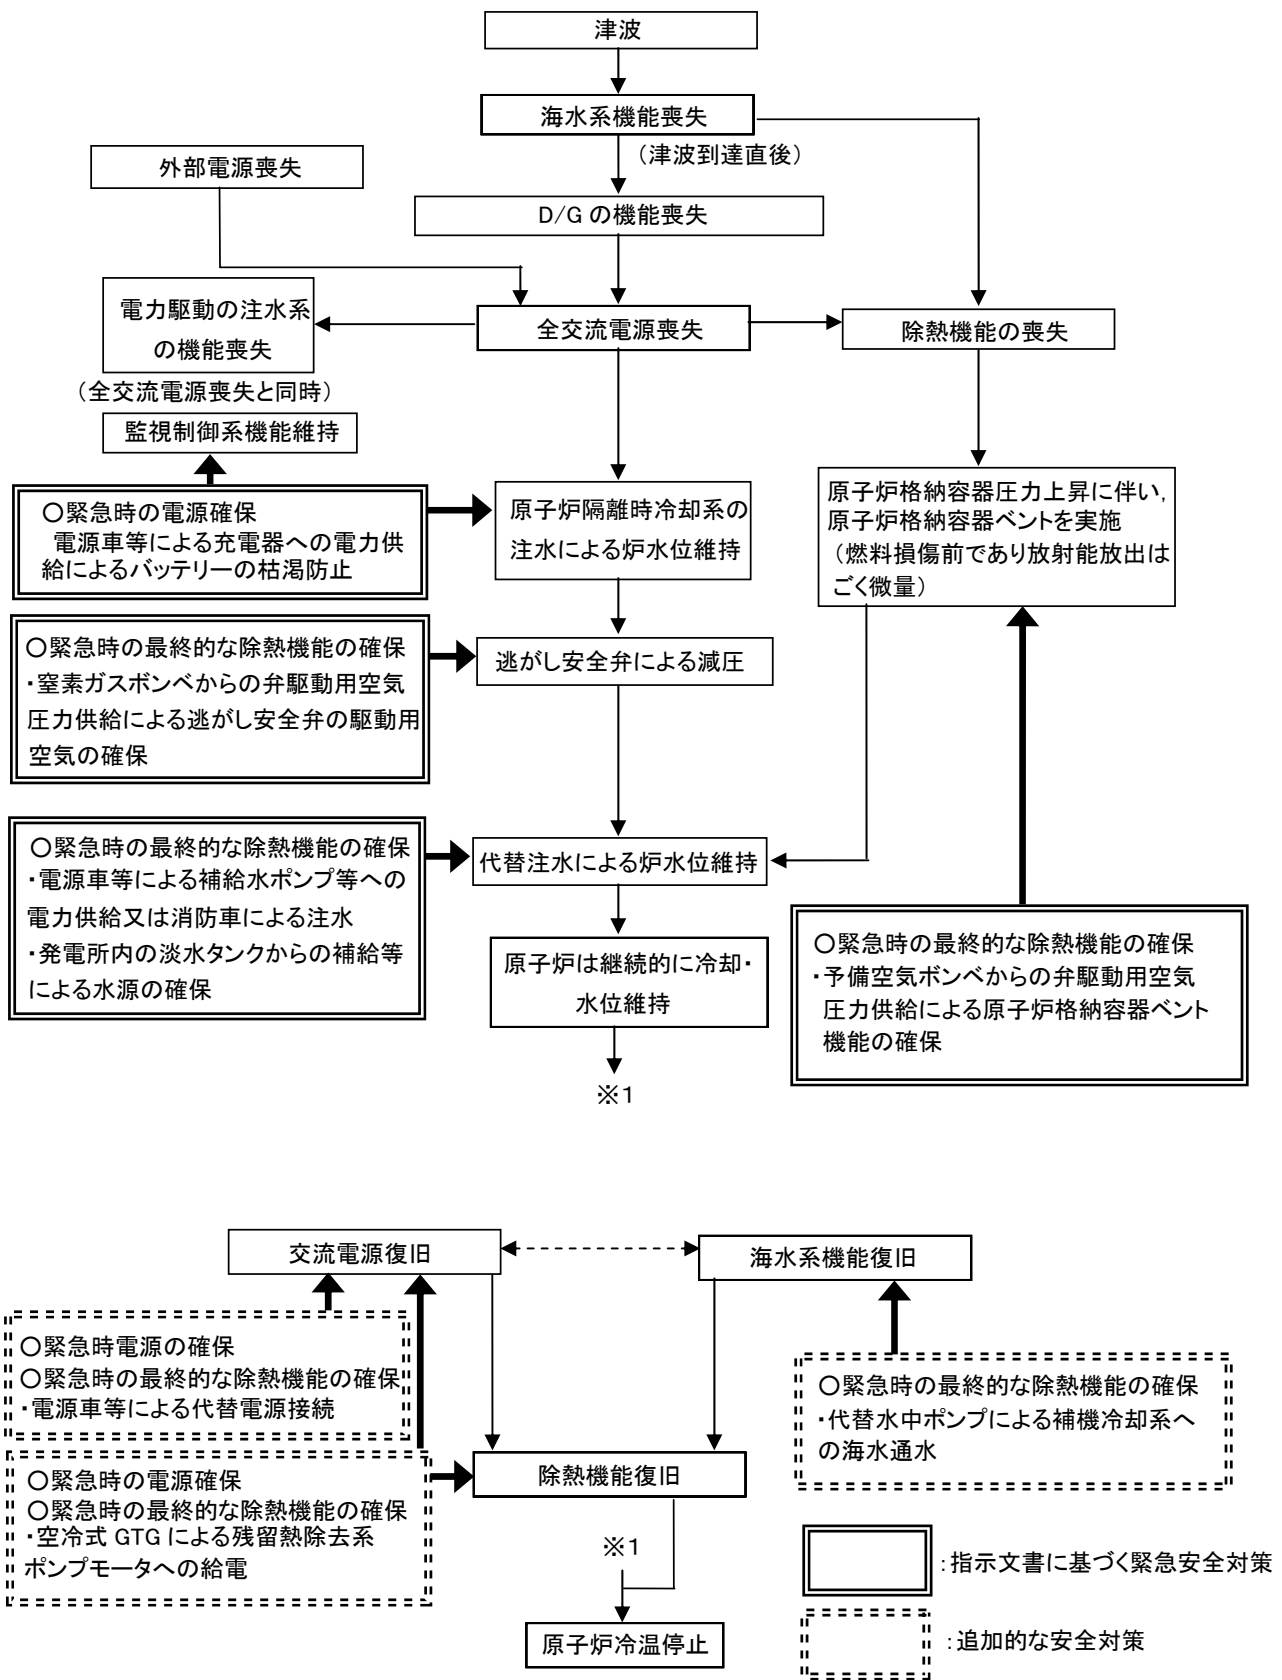 津波
海水系機能喪失
(津波到達直後)
外部電源喪失
D/G の機能喪失
電力駆動の注水系
の機能喪失
(全交流電源喪失と同時)
全交流電源喪失
除熱機能の喪失
監視制御系機能維持
○緊急時の電源確保
電源車等による充電器への電力供
給によるバッテリーの枯渇防止
原子炉隔離時冷却系の
注水による炉水位維持
原子炉格納容器圧力上昇に伴い,
原子炉格納容器ベントを実施
(燃料損傷前であり放射能放出は
ごく微量)
○緊急時の最終的な除熱機能の確保
・窒素ガスボンベからの弁駆動用空気
圧力供給による逃がし安全弁の駆動用
空気の確保
逃がし安全弁による減圧
○緊急時の最終的な除熱機能の確保
・電源車等による補給水ポンプ等への
電力供給又は消防車による注水
・発電所内の淡水タンクからの補給等
による水源の確保
代替注水による炉水位維持
原子炉は継続的に冷却・
水位維持
※1
○緊急時の最終的な除熱機能の確保
・予備空気ボンベからの弁駆動用空気
圧力供給による原子炉格納容器ベント
機能の確保
交流電源復旧
海水系機能復旧
○緊急時電源の確保
○緊急時の最終的な除熱機能の確保
・電源車等による代替電源接続
○緊急時の最終的な除熱機能の確保
・代替水中ポンプによる補機冷却系へ
の海水通水
○緊急時の電源確保
○緊急時の最終的な除熱機能の確保
・空冷式 GTG による残留熱除去系
ポンプモータへの給電
除熱機能復旧
※1
原子炉冷温停止
:指示文書に基づく緊急安全対策
:追加的な安全対策